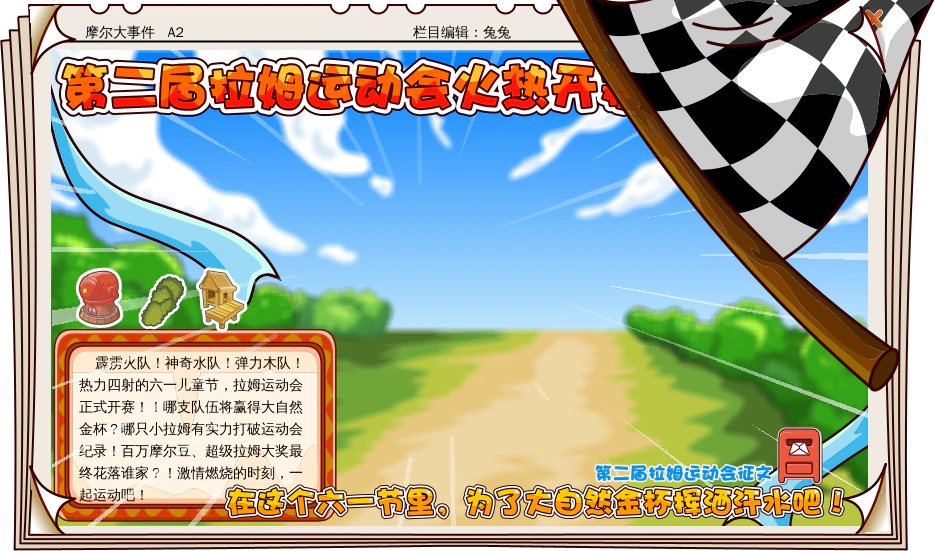 摩尔大事件 A2
栏目编辑：兔兔
第二届拉姆运动会火热开
霹雳火队！神奇水队！弹力木队！
热力四射的六一儿童节，拉姆运动会
正式开赛！！哪支队伍将赢得大自然
金杯？哪只小拉姆有实力打破运动会
纪录！百万摩尔豆、超级拉姆大奖最
终花落谁家？！激情燃烧的时刻，一
起运动吧！
第二届拉姆运动会征文
在这个六一节里，为了大自然金杯挥洒汗水吧！